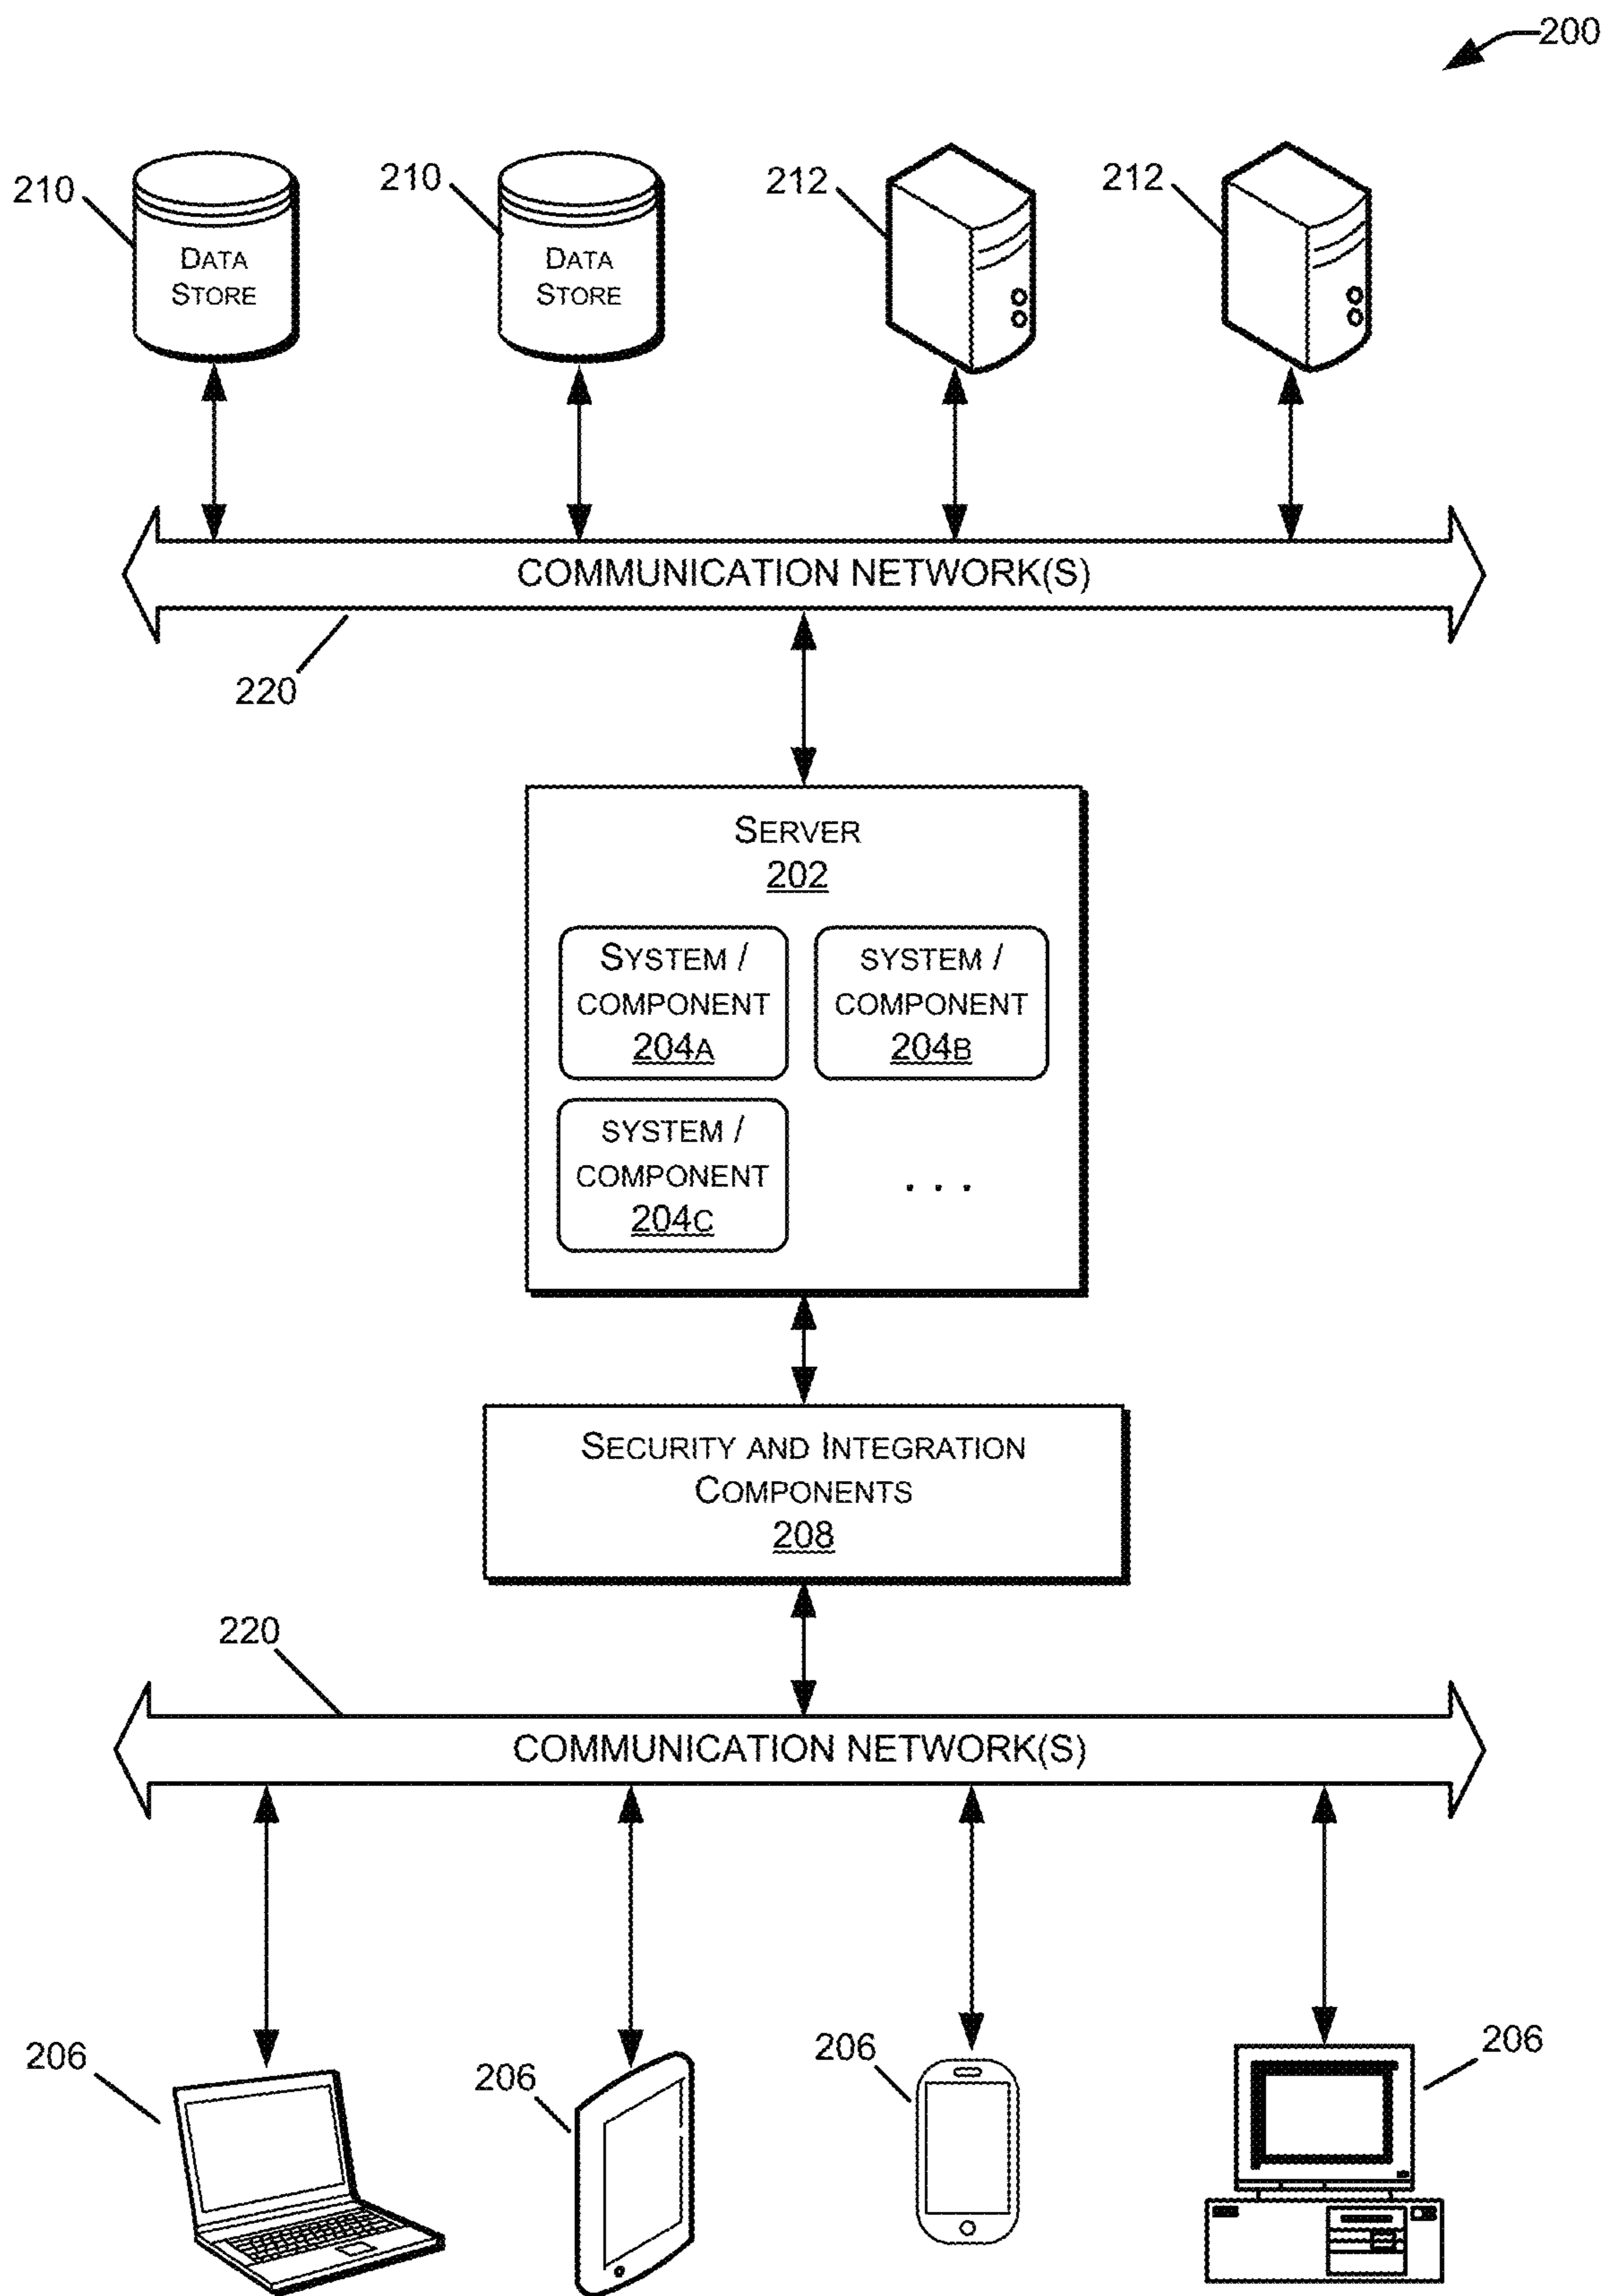 200
210
210
212
212
DATA
STORE
DATA
STORE
COMMUNICATION NETWORK(S)
220
SERVER
202
SYSTEM /
COMPONENT
204A
SYSTEM /
COMPONENT
204B
SYSTEM /
COMPONENT
204C
. . .
SECURITY AND INTEGRATION
COMPONENTS
208
220
COMMUNICATION NETWORK(S)
206
206
206
206